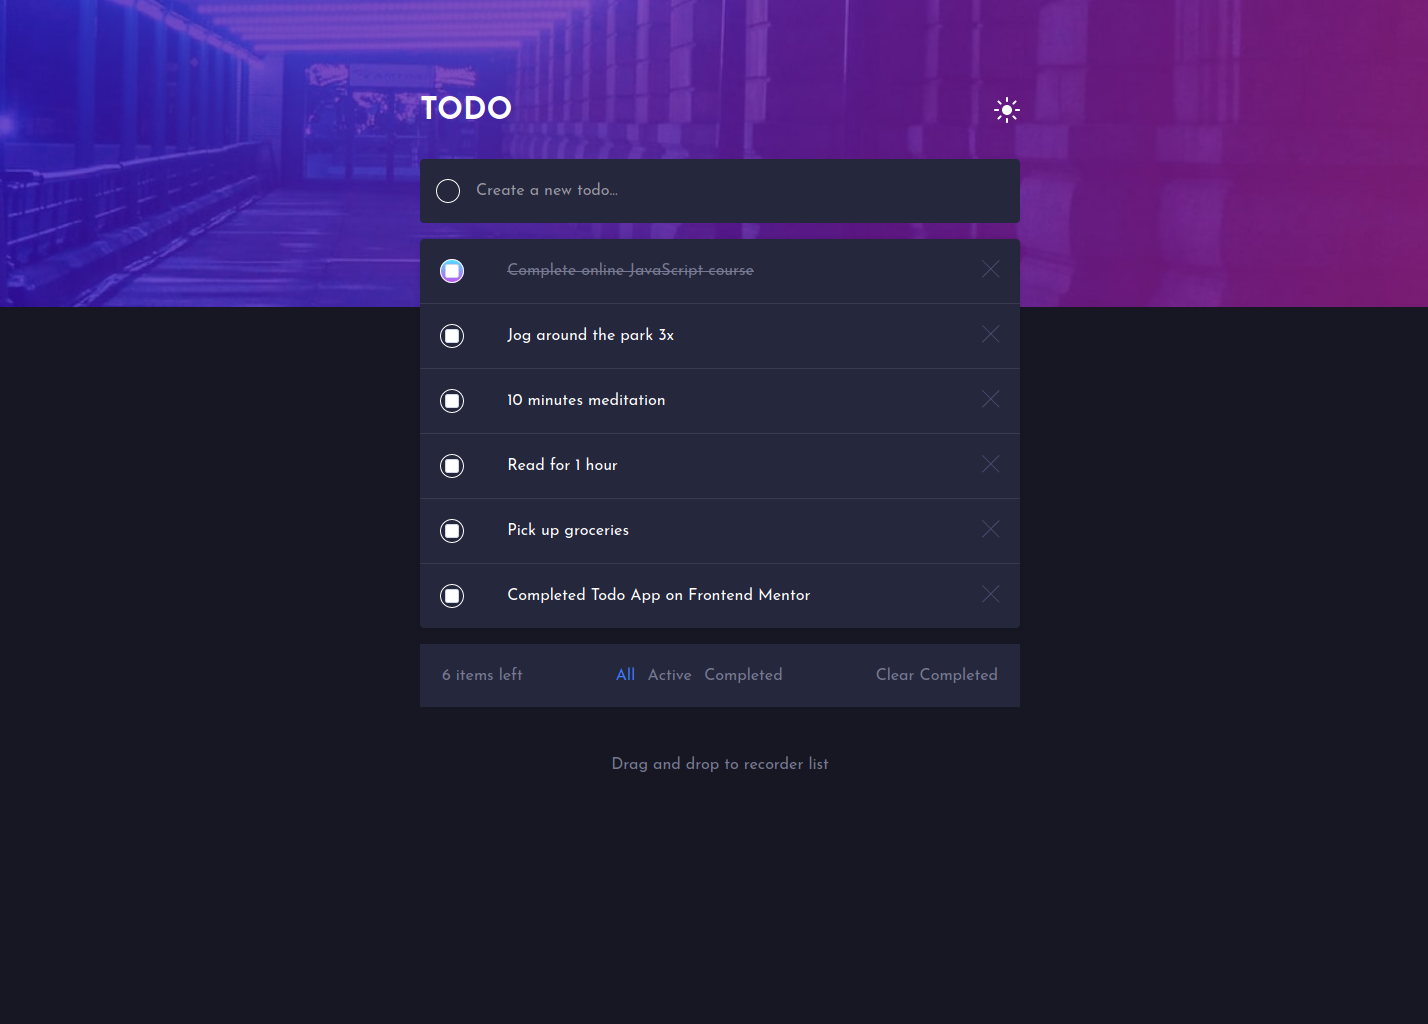 TODO
Create a new todo...
Complete online JavaScript course
Jog around the park 3x
10 minutes meditation
Read for 1 hour
Pick up groceries
Completed Todo App on Frontend Mentor
6 items left All Active Completed Clear Completed
Drag and drop to recorder list